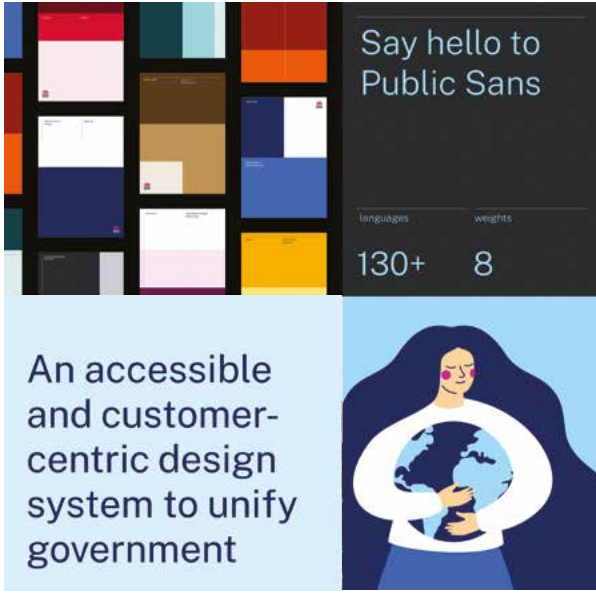 Say hello to
Public Sans
languages
weights
130+
8
An accessible
and customer-
centric design
system to unify
government